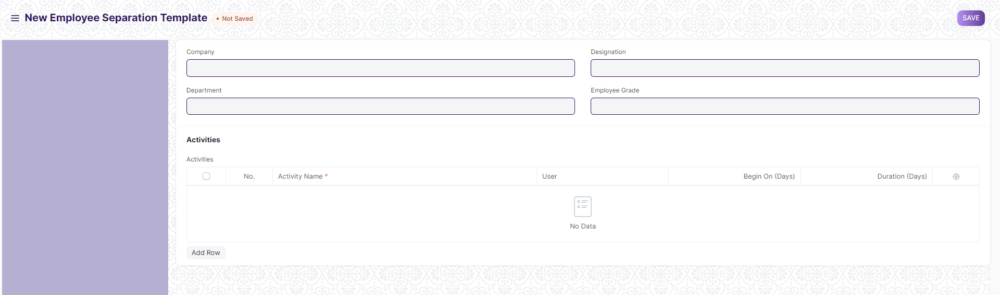 New Employee Separation Template • Not Saved SAVE
Company Designation
Department Employee Grade
Activities
Activities
No. Activity Name * User Begin On (Days) Duration (Days)
No Data
Add Row